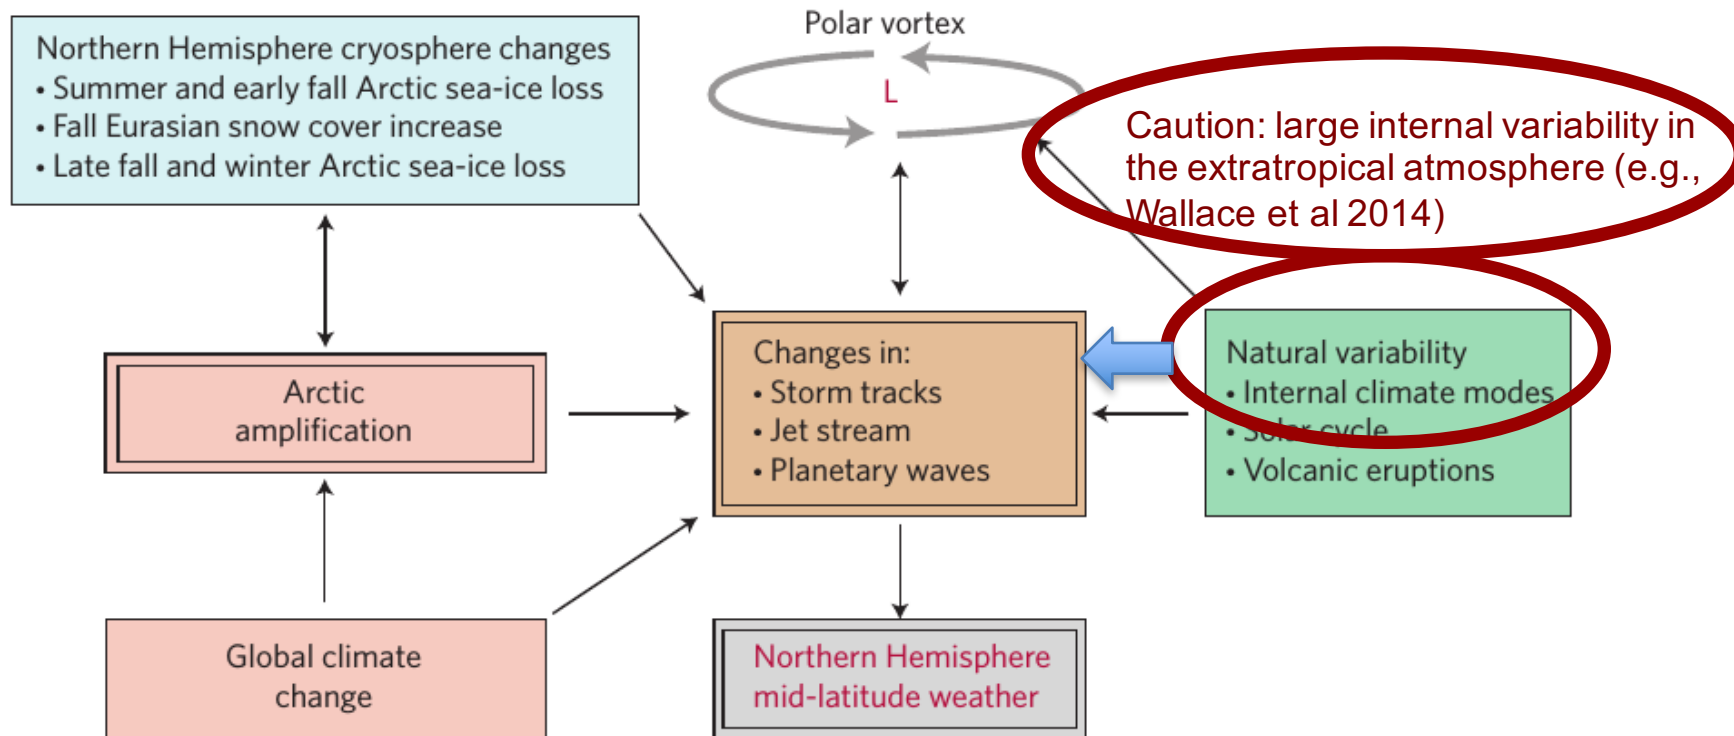 Northern Hemisphere cryosphere changes
• Summer and early fall Arctic sea-ice loss
• Fall Eurasian snow cover increase
• Late fall and winter Arctic sea-ice loss
Polar vortex
L
Caution: large internal variability in
the extratropical atmosphere (e.g.,
Wallace et al 2014)
Arctic
amplification
Changes in:
• Storm tracks
• Jet stream
• Planetary waves
Natural variability
• Internal climate modes
• Solar cycle
• Volcanic eruptions
Global climate
change
Northern Hemisphere
mid-latitude weather